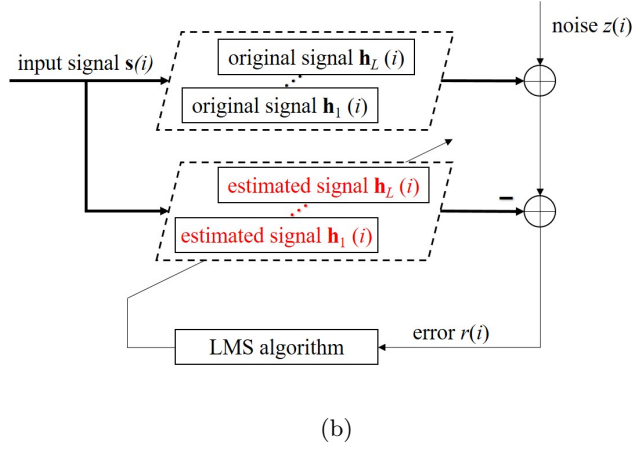 noise z(i)
input signal s(i)
original signal h_L (i)
original signal h_1 (i)
estimated signal h_L (i)
estimated signal h_1 (i)
LMS algorithm
error r(i)
(b)